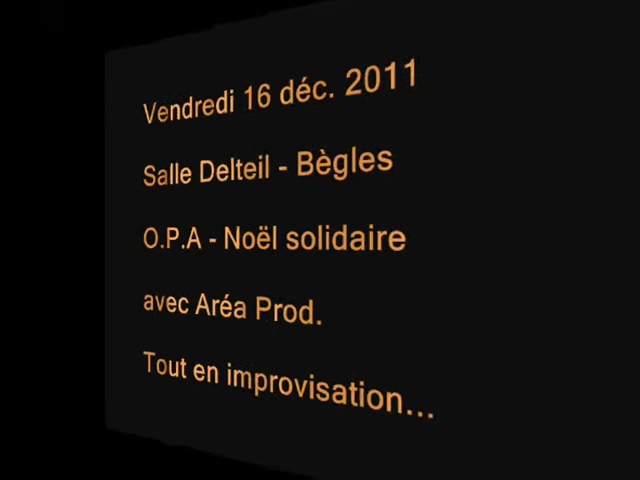 Vendredi 16 déc. 2011
Salle Delteil - Bègles
O.P.A - Noël solidaire
avec Aréa Prod.
Tout en improvisation...